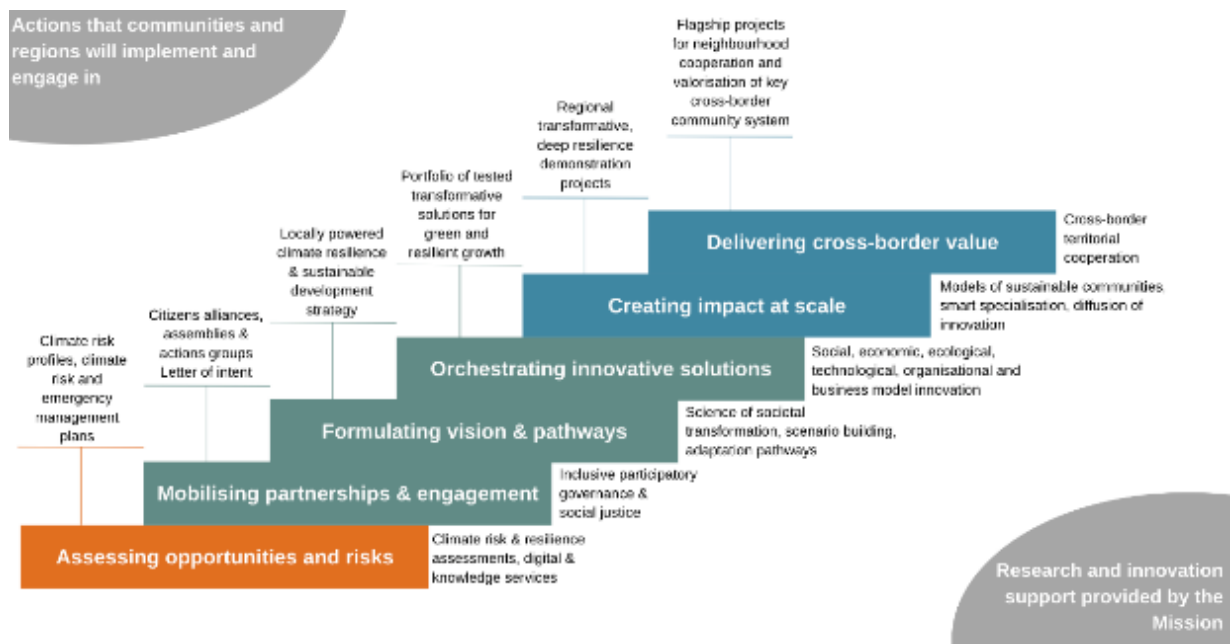 Actions that communities and
regions will implement and
engage in
Flagship projects
for neighbourhood
cooperation and
valorisation of key
cross-border
community system
Regional
transformative,
deep resilience
demonstration
projects
Portfolio of tested
transformative
solutions for
green and
resilient growth
Locally powered
climate resilience
& sustainable
development
strategy
Citizens alliances,
assemblies &
actions groups
Letter of intent
Climate risk
profiles, climate
risk and
emergency
management
plans
Delivering cross-border value
Cross-border
territorial
cooperation
Creating impact at scale
Models of sustainable communities,
smart specialisation, diffusion of
innovation
Orchestrating innovative solutions
Social, economic, ecological,
technological, organisational and
business model innovation
Formulating vision & pathways
Science of societal
transformation, scenario building,
adaptation pathways
Mobilising partnerships & engagement
Inclusive participatory
governance &
social justice
Assessing opportunities and risks
Climate risk & resilience
assessments, digital &
knowledge services
Research and innovation
support provided by the
Mission